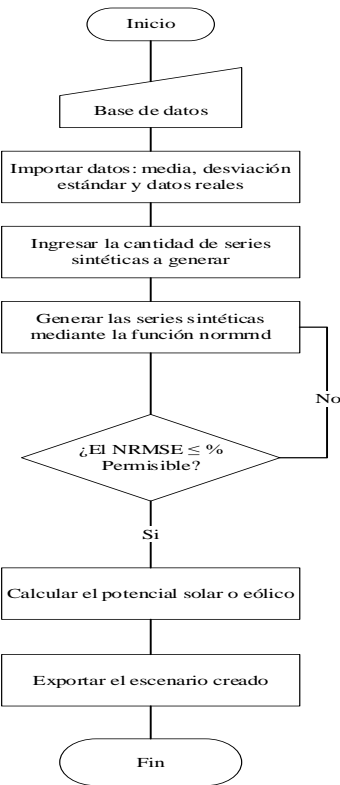 Inicio
Base de datos
Importar datos: media, desviación
estándar y datos reales
Ingresar la cantidad de series
sintéticas a generar
Generar las series sintéticas
mediante la función normrnd
No
¿El NRMSE ≤ %
Permisible?
Si
Calcular el potencial solar o eólico
Exportar el escenario creado
Fin